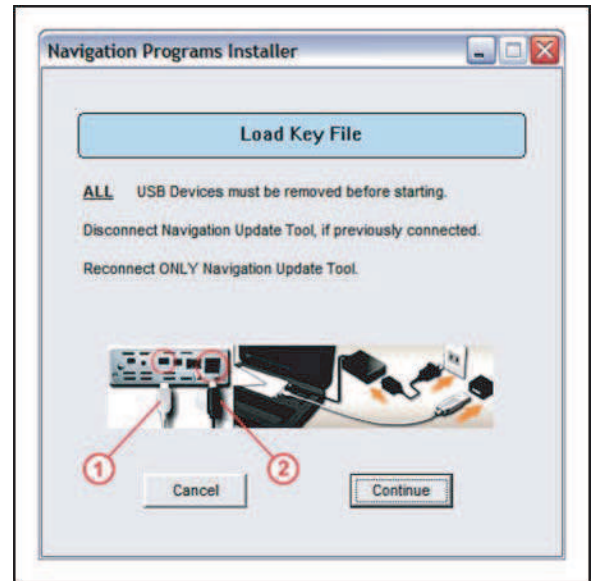 Navigation Programs Installer
Load Key File
ALL USB Devices must be removed before starting.
Disconnect Navigation Update Tool, if previously connected.
Reconnect ONLY Navigation Update Tool.
1
2
Cancel
Continue